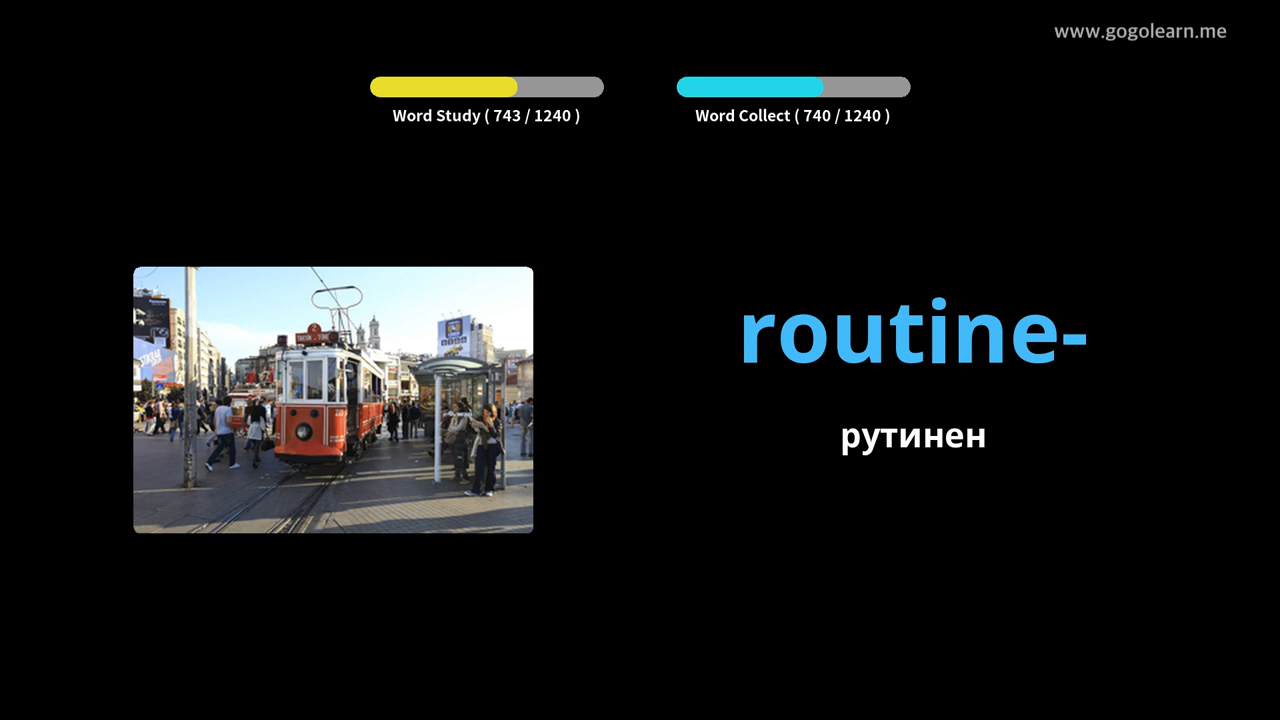 www.gogolearn.me
Word Study ( 743 / 1240 )
Word Collect ( 740 / 1240 )
routine-
рутинен